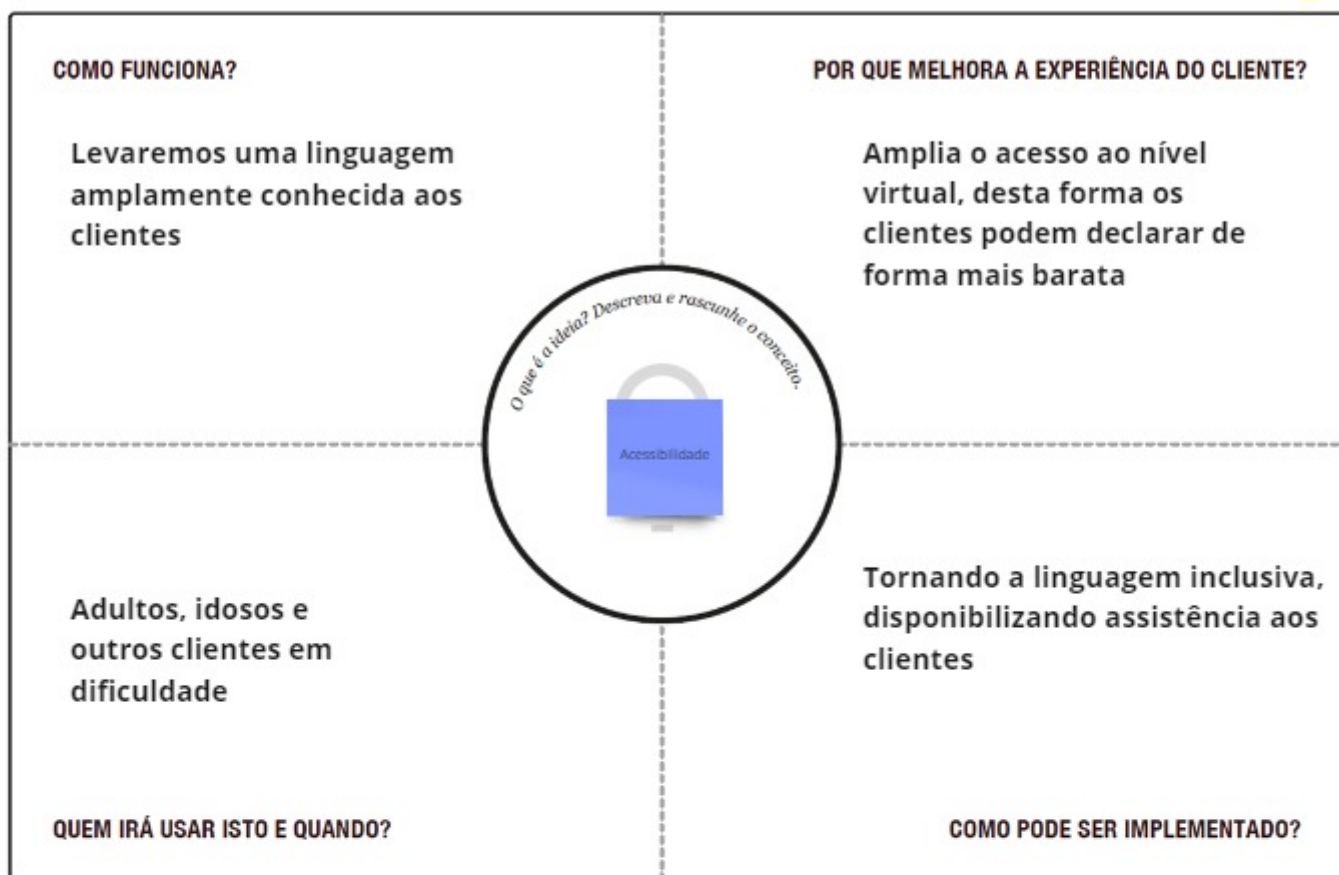 COMO FUNCIONA?
Levaremos uma linguagem
amplamente conhecida aos
clientes
POR QUE MELHORA A EXPERIÊNCIA DO CLIENTE?
Amplia o acesso ao nível
virtual, desta forma os
clientes podem declarar de
forma mais barata
O que é a ideia? Descreva e rascunhe o conceito.
Acessibilidade
Adultos, idosos e
outros clientes em
dificuldade
QUEM IRÁ USAR ISTO E QUANDO?
Tornando a linguagem inclusiva,
disponibilizando assistência aos
clientes
COMO PODE SER IMPLEMENTADO?